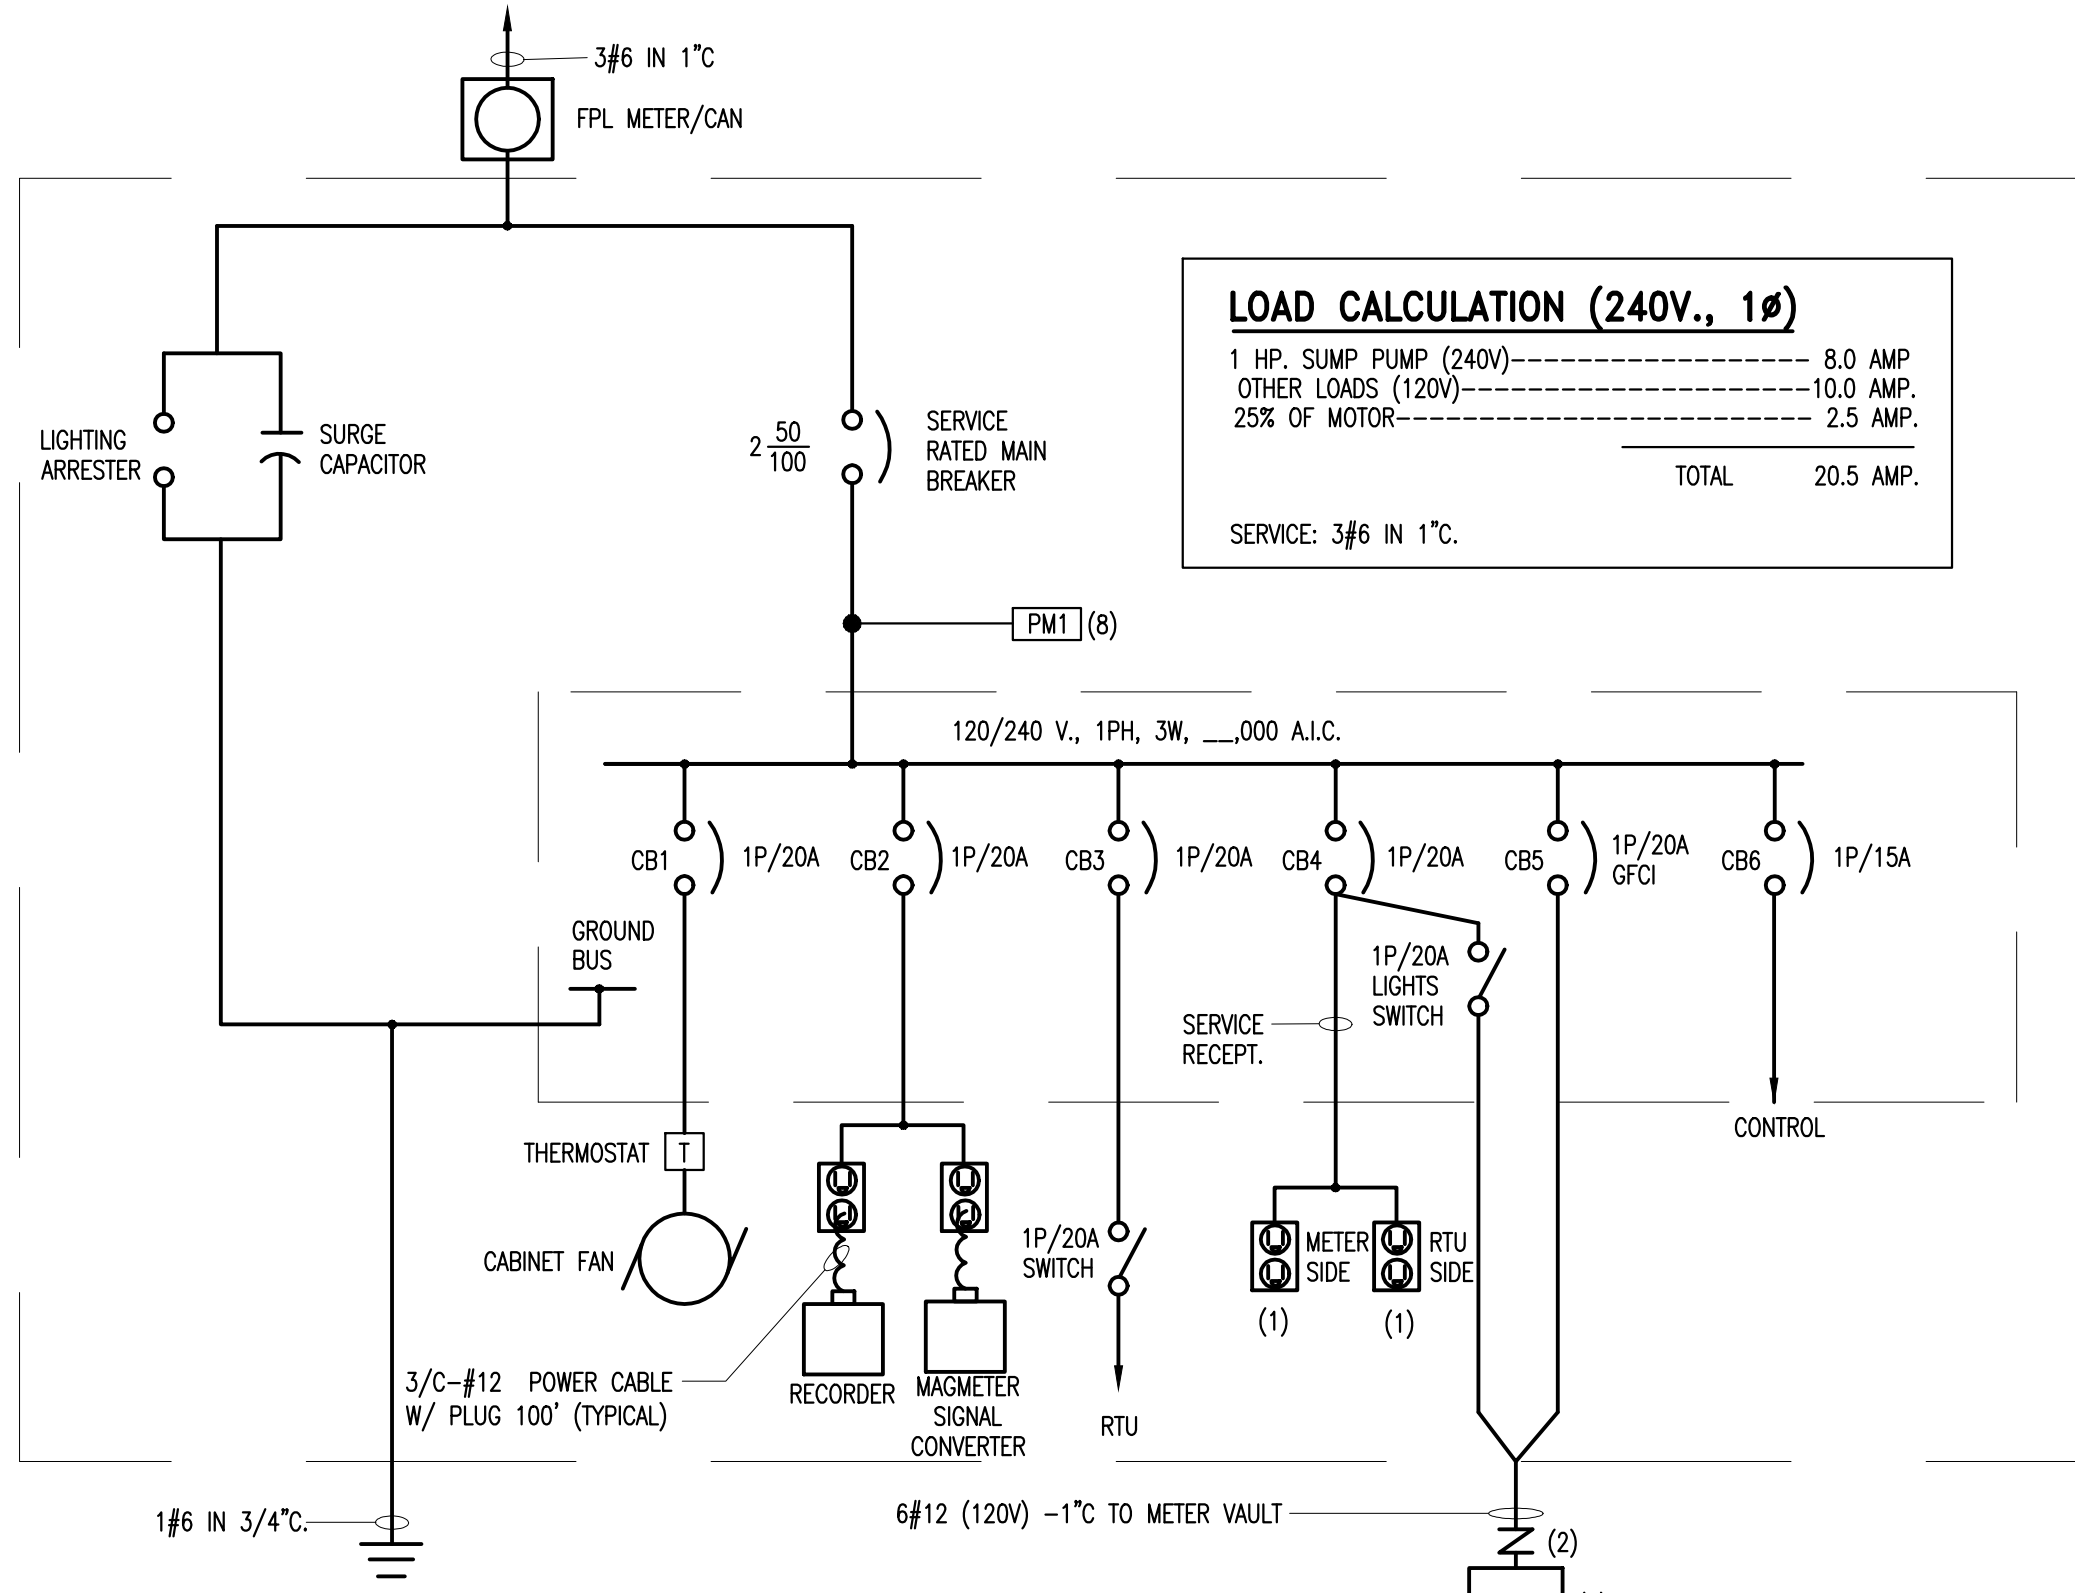 3#6 IN 1"C
FPL METER/CAN
LOAD CALCULATION (240V., 1ø)
1 HP. SUMP PUMP (240V)------------------- 8.0 AMP
OTHER LOADS (120V)----------------------10.0 AMP.
25% OF MOTOR-------------------------- 2.5 AMP.
TOTAL 20.5 AMP.
SERVICE: 3#6 IN 1"C.
LIGHTING
ARRESTER
SURGE
CAPACITOR
2 50
100
SERVICE
RATED MAIN
BREAKER
PM1 (8)
120/240 V., 1PH, 3W, __,000 A.I.C.
CB1
1P/20A
CB2
1P/20A
CB3
1P/20A
CB4
1P/20A
CB5
1P/20A
GFCI
CB6
1P/15A
GROUND
BUS
1P/20A
LIGHTS
SWITCH
SERVICE
RECEPT.
CONTROL
THERMOSTAT T
CABINET FAN
1P/20A
SWITCH
METER
SIDE
RTU
SIDE
(1)
(1)
3/C-#12 POWER CABLE
W/ PLUG 100' (TYPICAL)
RECORDER
MAGMETER
SIGNAL
CONVERTER
RTU
1#6 IN 3/4"C.
6#12 (120V) -1"C TO METER VAULT
(2)